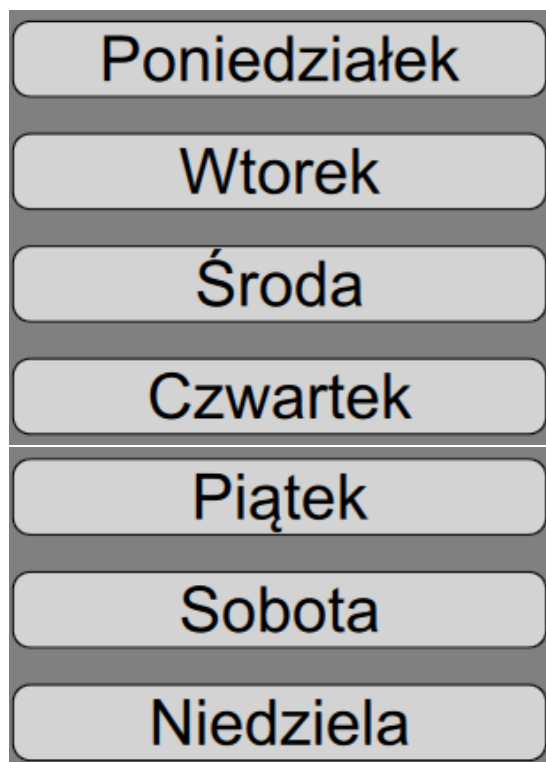 Poniedziałek
Wtorek
Środa
Czwartek
Piątek
Sobota
Niedziela